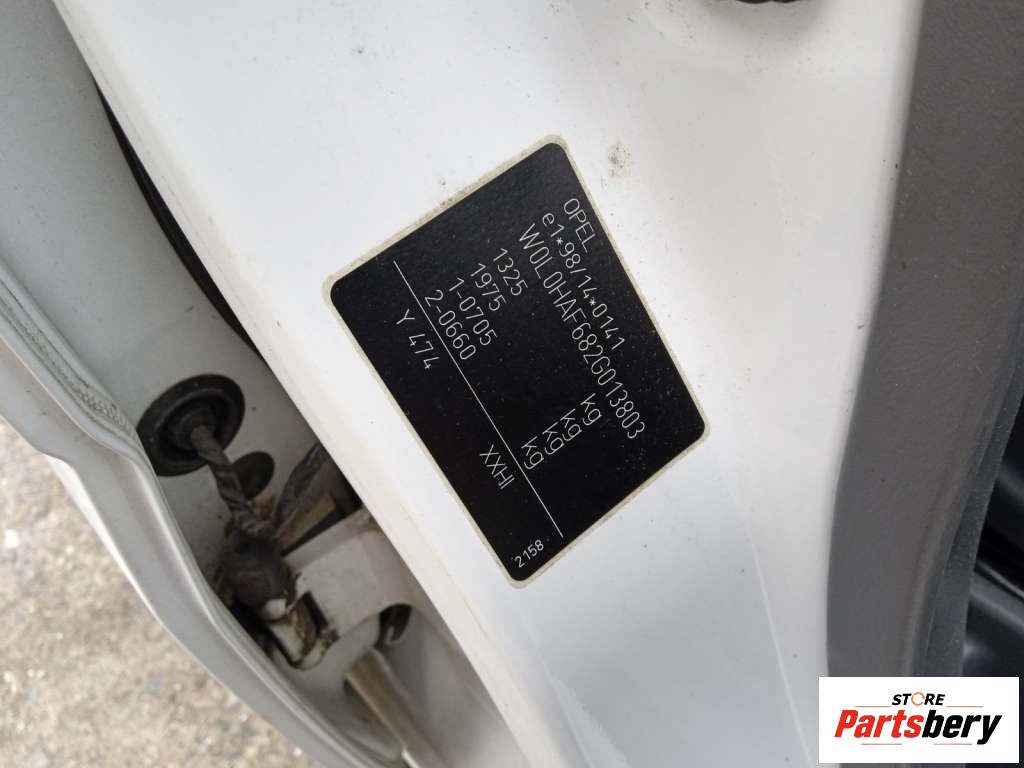 OPEL
e1*98/14*0141
W0L0HAF682G013803
1325 kg
1975 kg
1-0705 kg
2-0660 kg
Y 474 XXHI
2158
STORE
Partsbery